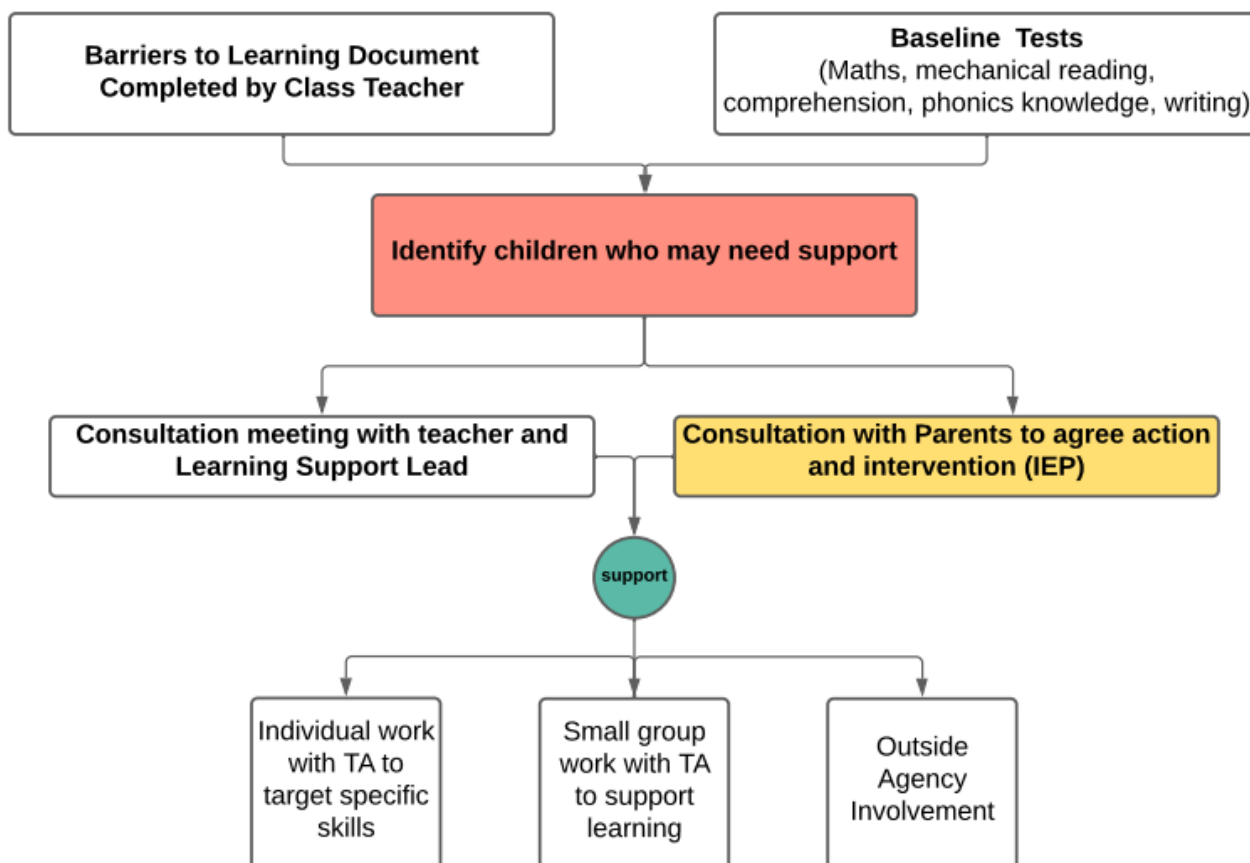 Barriers to Learning Document
Completed by Class Teacher
Baseline Tests
(Maths, mechanical reading,
comprehension, phonics knowledge, writing)
Identify children who may need support
Consultation meeting with teacher and
Learning Support Lead
Consultation with Parents to agree action
and intervention (IEP)
support
Individual work
with TA to
target specific
skills
Small group
work with TA
to support
learning
Outside
Agency
Involvement